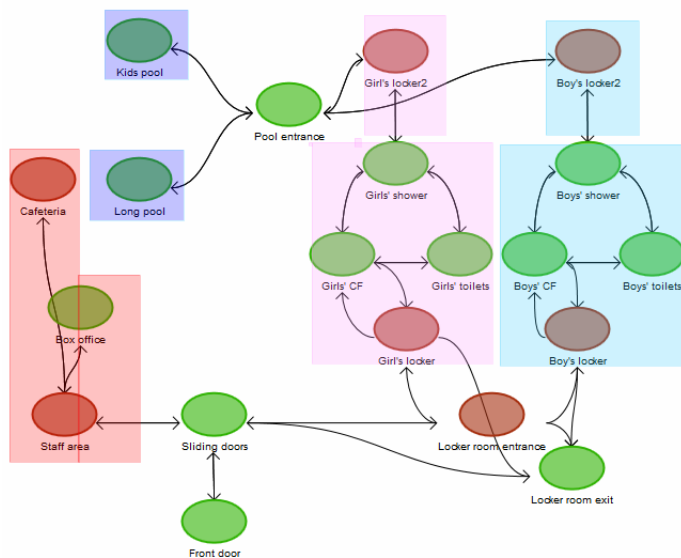 Kids pool
Girl's locker2
Boy's locker2
Pool entrance
Cafeteria
Long pool
Girls' shower
Boys' shower
Girls' CF
Girls' toilets
Boys' CF
Boys' toilets
Box office
Girl's locker
Boy's locker
Staff area
Sliding doors
Locker room entrance
Locker room exit
Front door